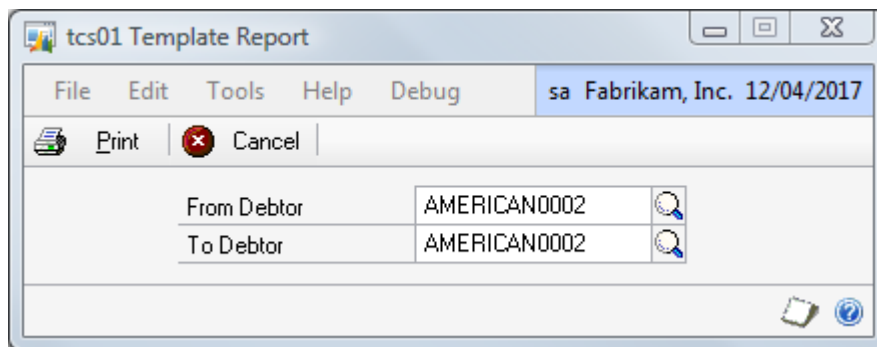 tcs01 Template Report
File Edit Tools Help Debug sa Fabrikam, Inc. 12/04/2017
Print Cancel
From Debtor AMERICAN0002
To Debtor AMERICAN0002